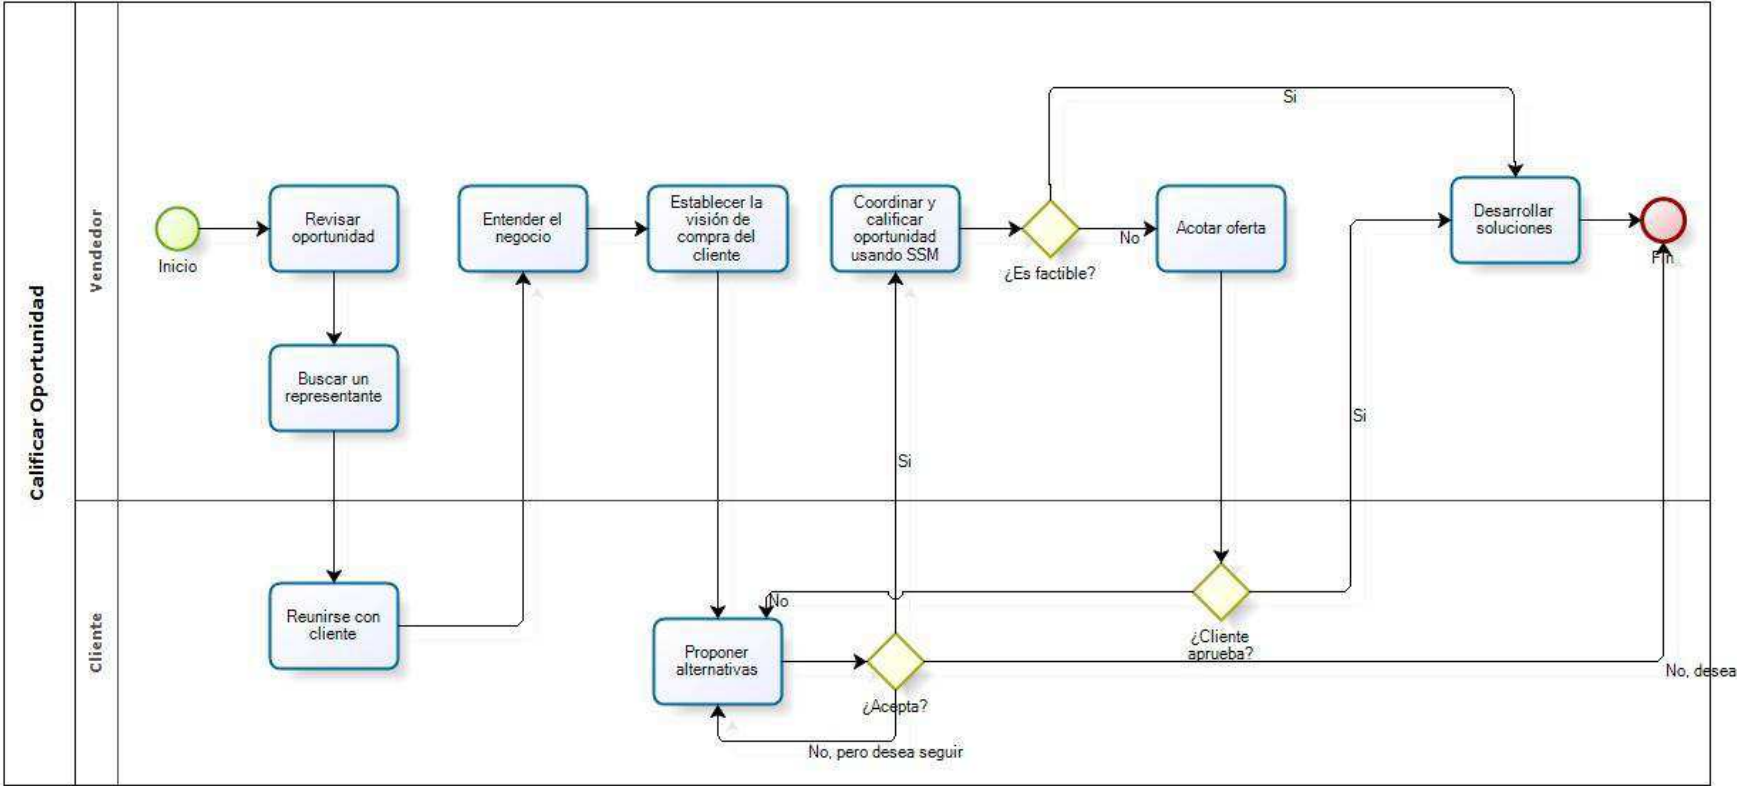 Calificar Oportunidad
Vendedor
Inicio
Revisar
oportunidad
Buscar un
representante
Entender el
negocio
Establecer la
visión de
compra del
cliente
Coordinar y
calificar
oportunidad
usando SSM
¿Es factible?
Si
No
Acotar oferta
Desarrollar
soluciones
Fin
Si
Si
Cliente
Reunirse con
cliente
Proponer
alternativas
No
¿Acepta?
No, pero desea seguir
¿Cliente
aprueba?
No, desea